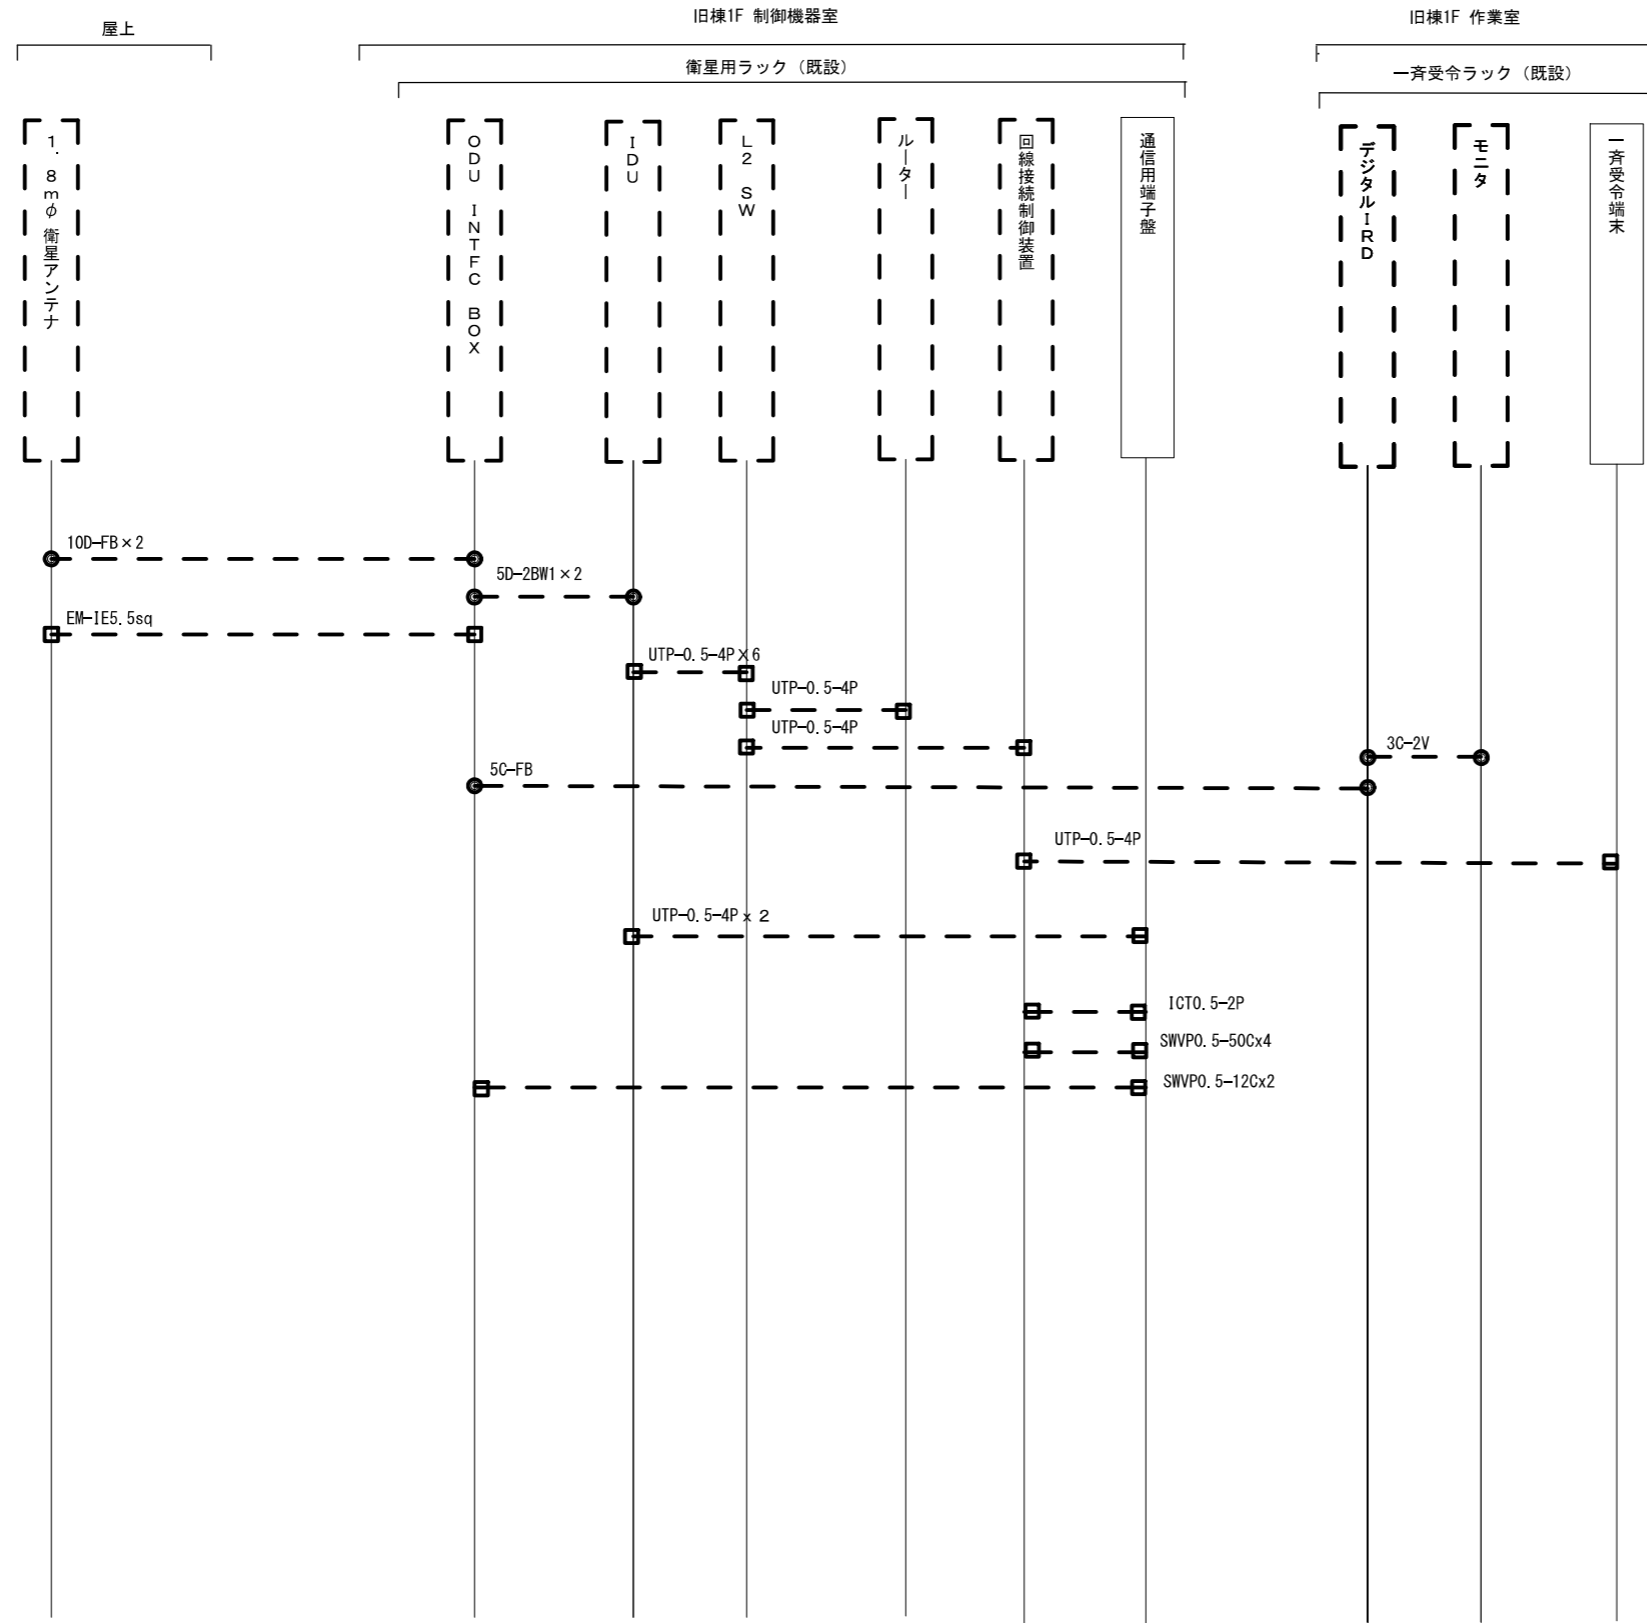 屋上
旧棟1F 制御機器室
旧棟1F 作業室
衛星用ラック（既設）
一斉受令ラック（既設）
1．8mφ 衛星アンテナ
ODU INTFC BOX
IDU
L2 SW
ルーター
回線接続制御装置
通信用端子盤
デジタルIRD
モニタ
一斉受令端末
10D-FB×2
5D-2BW1×2
EM-IE5.5sq
UTP-0.5-4P×6
UTP-0.5-4P
UTP-0.5-4P
3C-2V
5C-FB
UTP-0.5-4P
UTP-0.5-4P×2
ICT0.5-2P
SWVP0.5-50Cx4
SWVP0.5-12Cx2